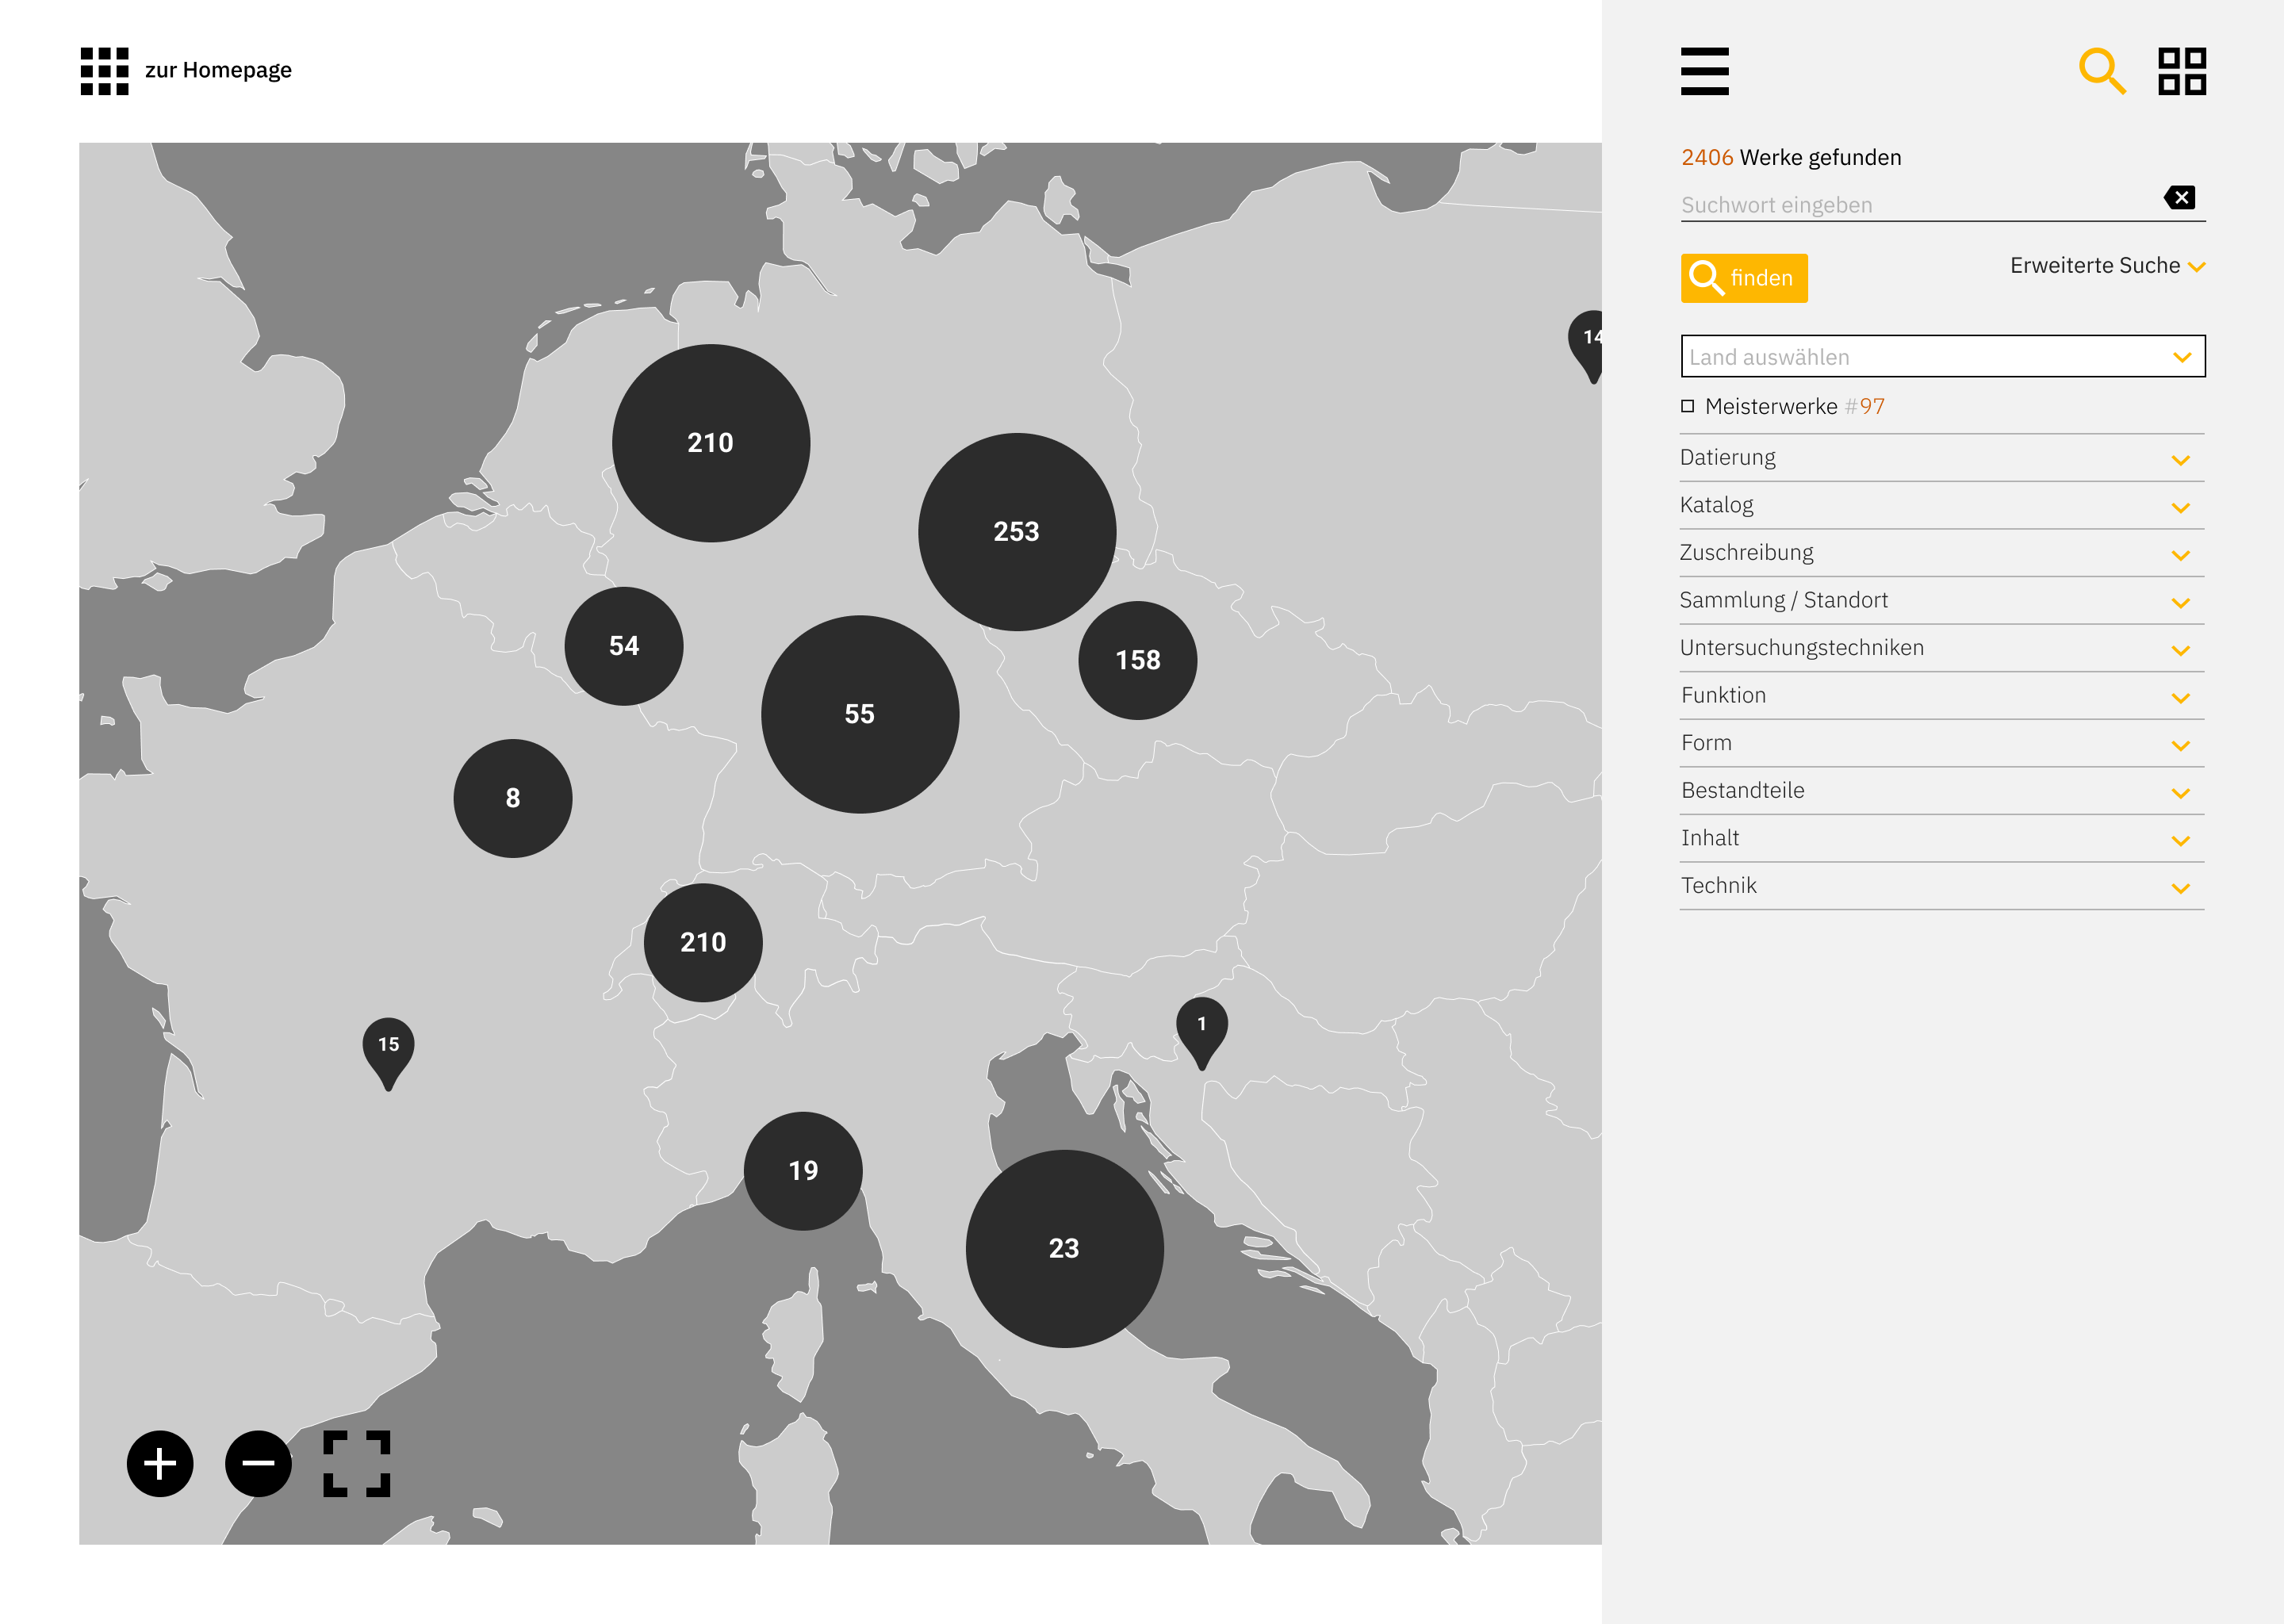 zur Homepage
14
210
253
54
158
55
8
210
1
15
19
23
2406 Werke gefunden
Suchwort eingeben
finden
Erweiterte Suche
Land auswählen
Meisterwerke #97
Datierung
Katalog
Zuschreibung
Sammlung / Standort
Untersuchungstechniken
Funktion
Form
Bestandteile
Inhalt
Technik